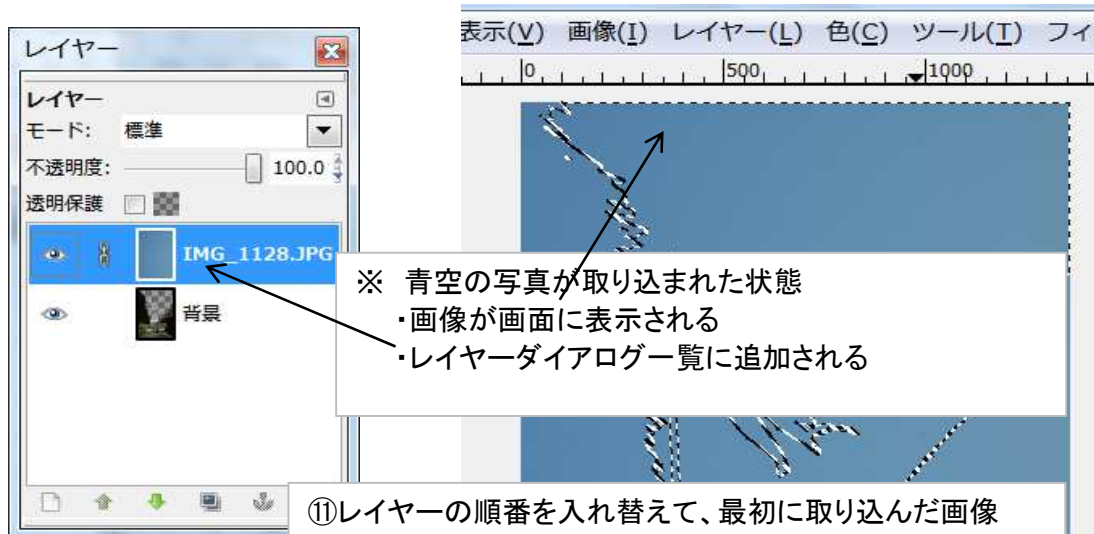 レイヤー
レイヤー
モード: 標準
不透明度: 100.0
透明保護
IMG_1128.JPG
背景
表示(V) 画像(I) レイヤー(L) 色(C) ツール(T) フィ
0 500 1000
※ 青空の写真が取り込まれた状態
・画像が画面に表示される
・レイヤーダイアログ一覧に追加される
⑪レイヤーの順番を入れ替えて、最初に取り込んだ画像